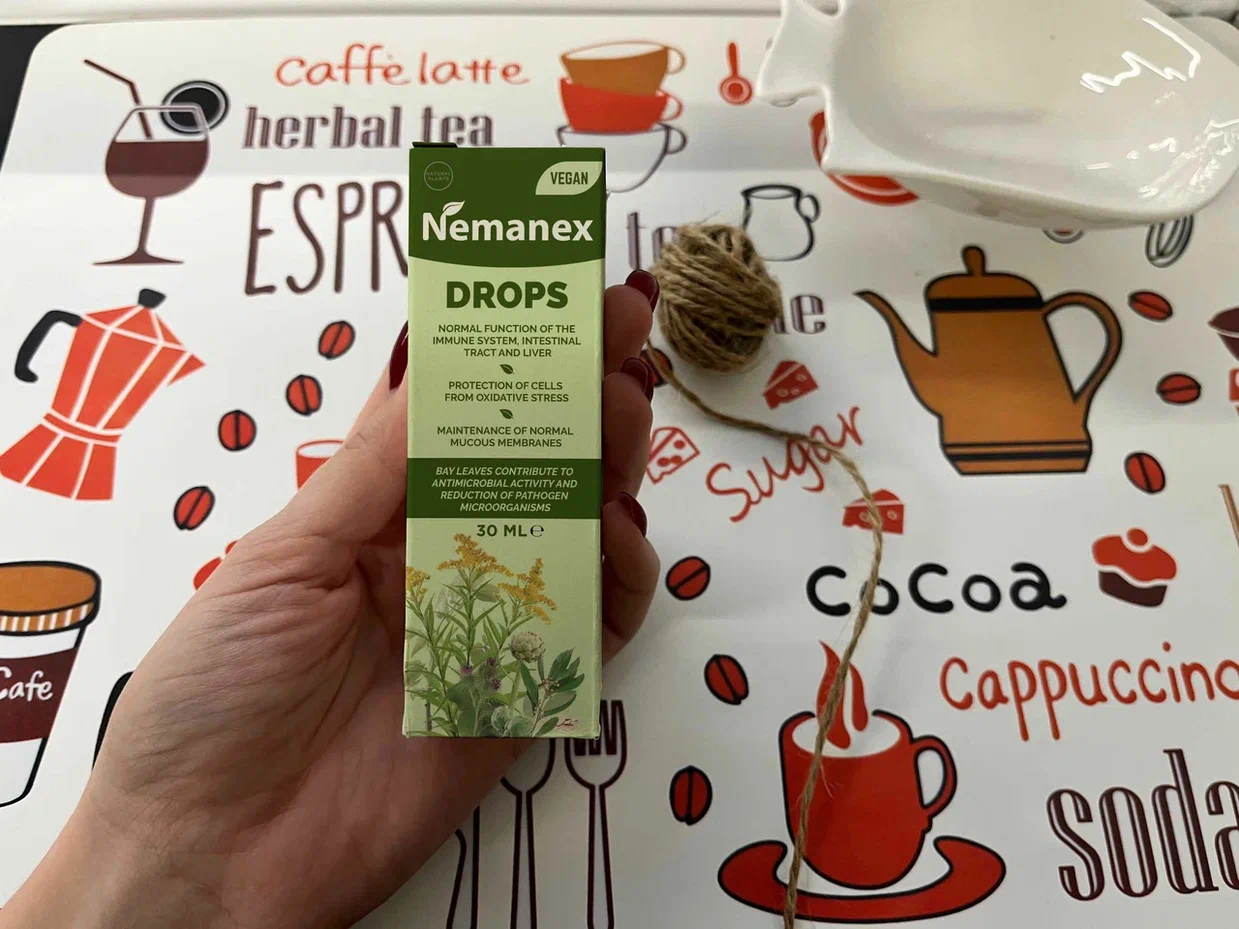 caffè latte
herbal tea
ESPR
NATURAL
PLANTS
VEGAN
Nemanex
DROPS
NORMAL FUNCTION OF THE
IMMUNE SYSTEM, INTESTINAL
TRACT AND LIVER
PROTECTION OF CELLS
FROM OXIDATIVE STRESS
MAINTENANCE OF NORMAL
MUCOUS MEMBRANES
BAY LEAVES CONTRIBUTE TO
ANTIMICROBIAL ACTIVITY AND
REDUCTION OF PATHOGEN
MICROORGANISMS
30 ML ℮
Sugar
cocoa
Cafe
cappuccino
soda